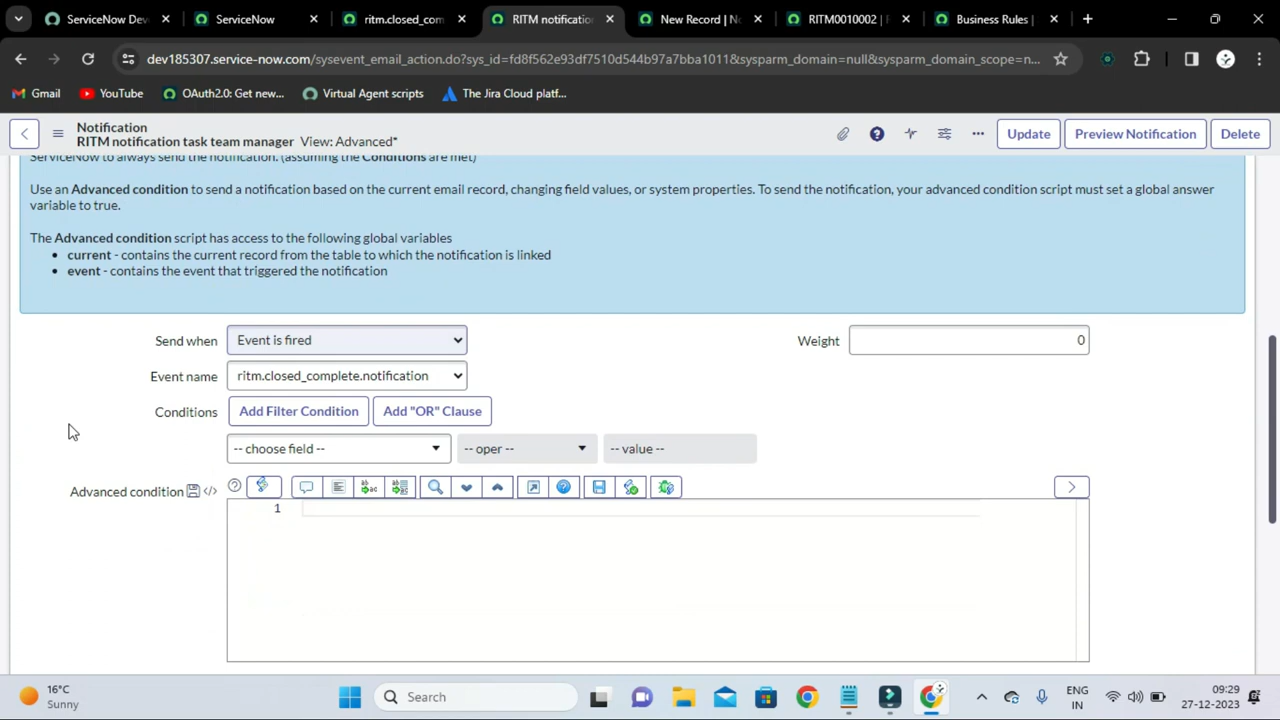 ServiceNow Dev
ServiceNow
ritm.closed_com
RITM notification
New Record | N
RITM0010002 |
Business Rules |
dev185307.service-now.com/sysevent_email_action.do?sys_id=fd8f562e93df7510d544b97a7bba1011&sysparm_domain=null&sysparm_domain_scope=n...
Gmail
YouTube
OAuth2.0: Get new...
Virtual Agent scripts
The Jira Cloud platf...
Notification
RITM notification task team manager View: Advanced*
Update
Preview Notification
Delete
ServiceNow to always send the notification. (assuming the Conditions are met)
Use an Advanced condition to send a notification based on the current email record, changing field values, or system properties. To send the notification, your advanced condition script must set a global answer
variable to true.
The Advanced condition script has access to the following global variables
• current - contains the current record from the table to which the notification is linked
• event - contains the event that triggered the notification
Send when
Event is fired
Weight
0
Event name
ritm.closed_complete.notification
Conditions
Add Filter Condition
Add "OR" Clause
-- choose field --
-- oper --
-- value --
Advanced condition
1
16°C
Sunny
Search
ENG
IN
09:29
27-12-2023